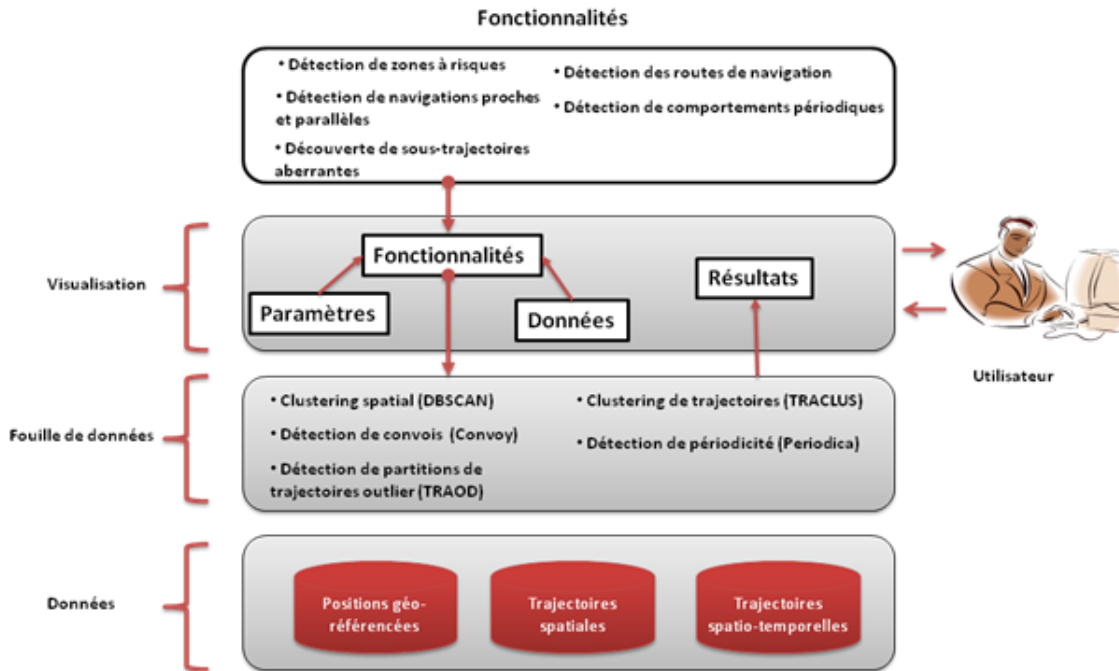 Fonctionnalités
• Détection de zones à risques
• Détection de navigations proches
et parallèles
• Découverte de sous-trajectoires
aberrantes
• Détection des routes de navigation
• Détection de comportements périodiques
Visualisation
Fonctionnalités
Paramètres
Données
Résultats
Utilisateur
Fouille de données
• Clustering spatial (DBSCAN)
• Détection de convois (Convoy)
• Détection de partitions de
trajectoires outlier (TRAOD)
• Clustering de trajectoires (TRACLUS)
• Détection de périodicité (Periodica)
Données
Positions géo-
référencées
Trajectoires
spatiales
Trajectoires
spatio-temporelles